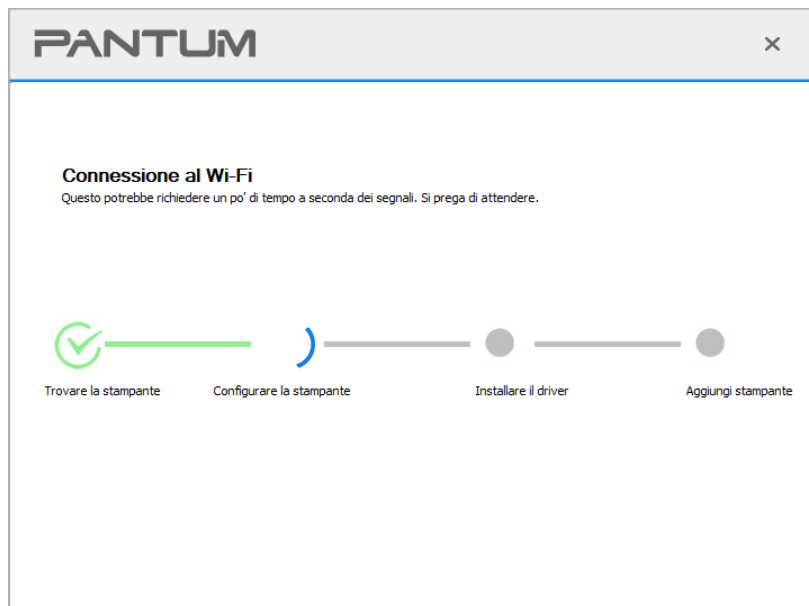 PANTUM
Connessione al Wi-Fi
Questo potrebbe richiedere un po' di tempo a seconda dei segnali. Si prega di attendere.
Trovare la stampante
Configurare la stampante
Installare il driver
Aggiungi stampante